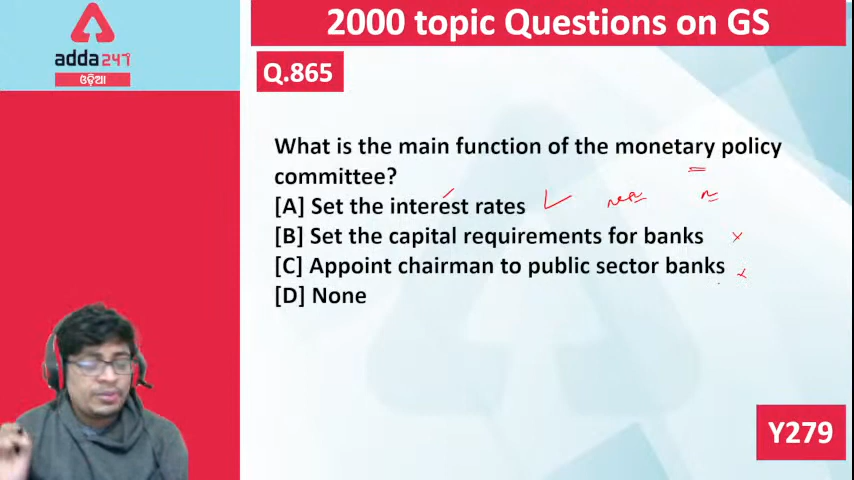 2000 topic Questions on GS
adda247
ଓଡ଼ିଆ
Q.865
What is the main function of the monetary policy
committee?
[A] Set the interest rates
[B] Set the capital requirements for banks
[C] Appoint chairman to public sector banks
[D] None
Y279